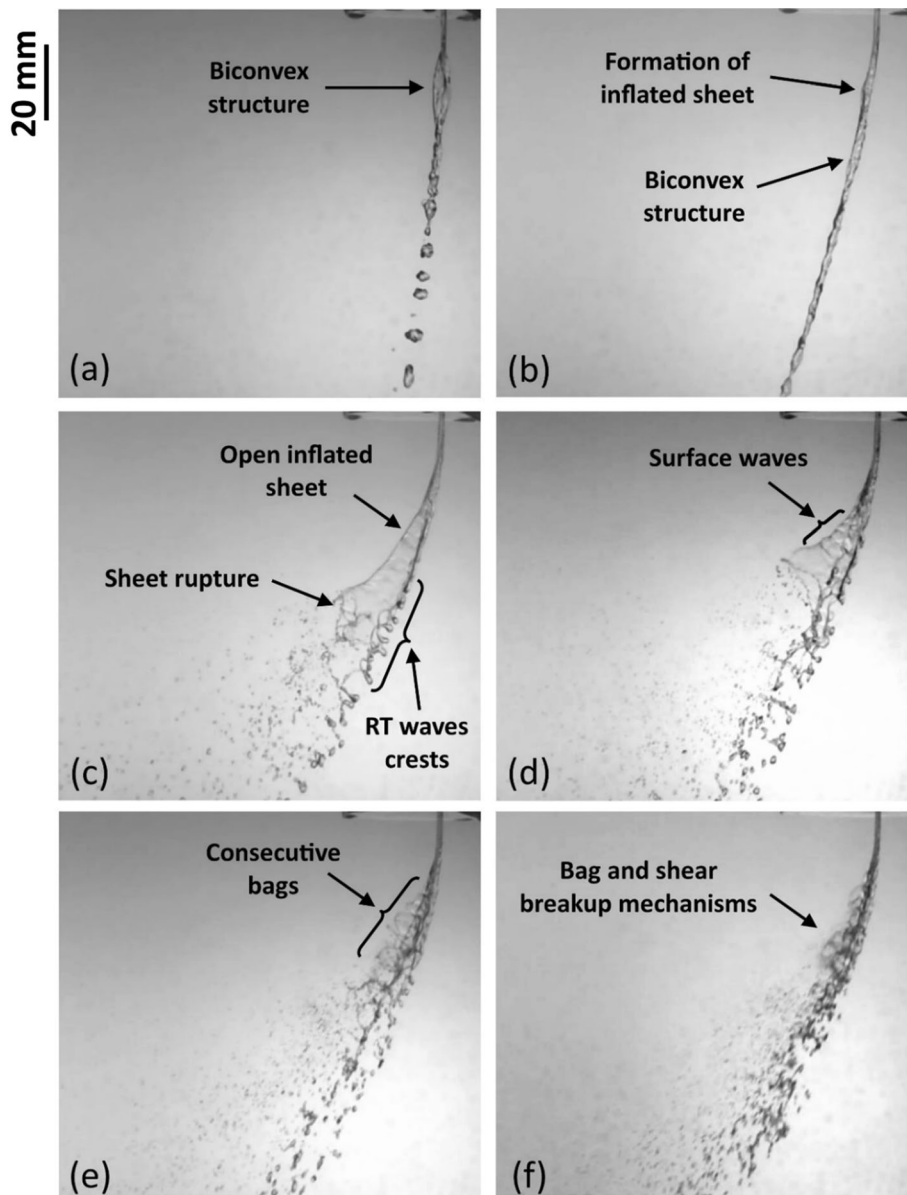 20 mm
Biconvex
structure
(a)
Formation of
inflated sheet
Biconvex
structure
(b)
Open inflated
sheet
Sheet rupture
RT waves
crests
(c)
Surface waves
(d)
Consecutive
bags
(e)
Bag and shear
breakup mechanisms
(f)